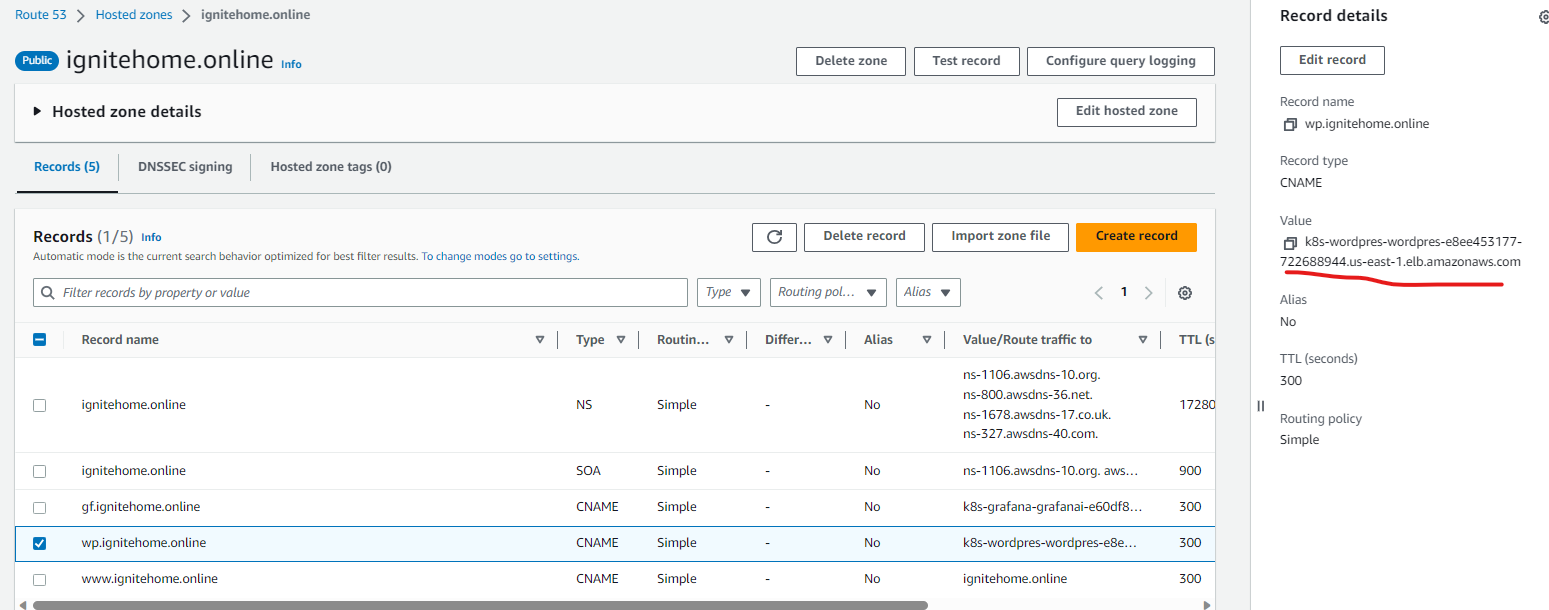 Route 53 > Hosted zones > ignitehome.online
Public ignitehome.online Info
Delete zone Test record Configure query logging
Hosted zone details
Edit hosted zone
Records (5) DNSSEC signing Hosted zone tags (0)
Records (1/5) Info
Delete record Import zone file Create record
Automatic mode is the current search behavior optimized for best filter results. To change modes go to settings.
Filter records by property or value Type Routing pol... Alias 1
Record name Type Routin... Differ... Alias Value/Route traffic to TTL (s
ignitehome.online NS Simple - No
ns-1106.awsdns-10.org.
ns-800.awsdns-36.net.
ns-1678.awsdns-17.co.uk.
ns-327.awsdns-40.com.
17280
ignitehome.online SOA Simple - No ns-1106.awsdns-10.org. aws... 900
gf.ignitehome.online CNAME Simple - No k8s-grafana-grafanai-e60df8... 300
wp.ignitehome.online CNAME Simple - No k8s-wordpres-wordpres-e8e... 300
www.ignitehome.online CNAME Simple - No ignitehome.online 300
Record details
Edit record
Record name
wp.ignitehome.online
Record type
CNAME
Value
k8s-wordpres-wordpres-e8ee453177-
722688944.us-east-1.elb.amazonaws.com
Alias
No
TTL (seconds)
300
Routing policy
Simple